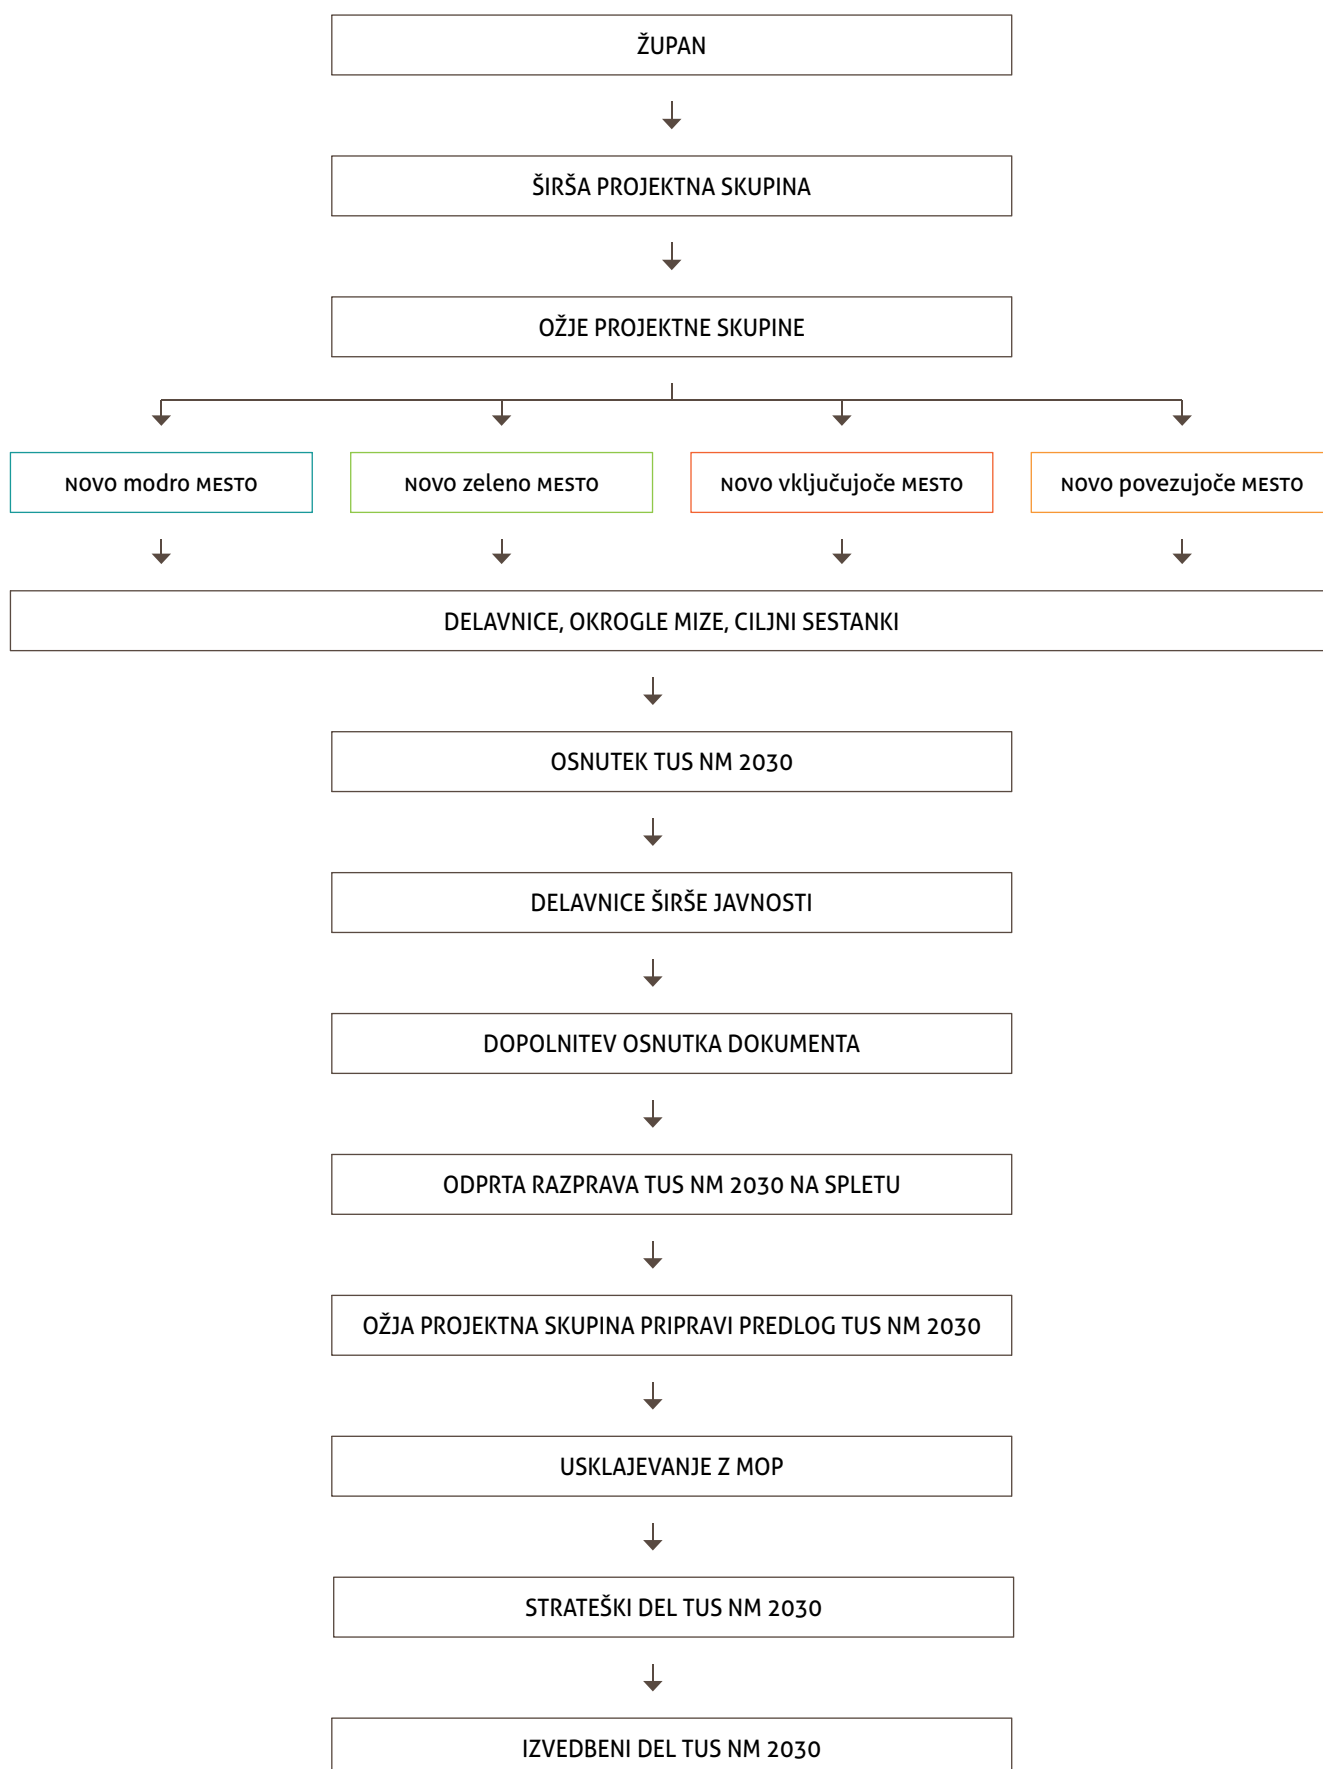 ŽUPAN
ŠIRŠA PROJEKTNA SKUPINA
OŽJE PROJEKTNE SKUPINE
NOVO modro MESTO
NOVO zeleno MESTO
NOVO vključujoče MESTO
NOVO povezujoče MESTO
DELAVNICE, OKROGLE MIZE, CILJNI SESTANKI
OSNUTEK TUS NM 2030
DELAVNICE ŠIRŠE JAVNOSTI
DOPOLNITEV OSNUTKA DOKUMENTA
ODPRTA RAZPRAVA TUS NM 2030 NA SPLETU
OŽJA PROJEKTNA SKUPINA PRIPRAVI PREDLOG TUS NM 2030
USKLAJEVANJE Z MOP
STRATEŠKI DEL TUS NM 2030
IZVEDBENI DEL TUS NM 2030